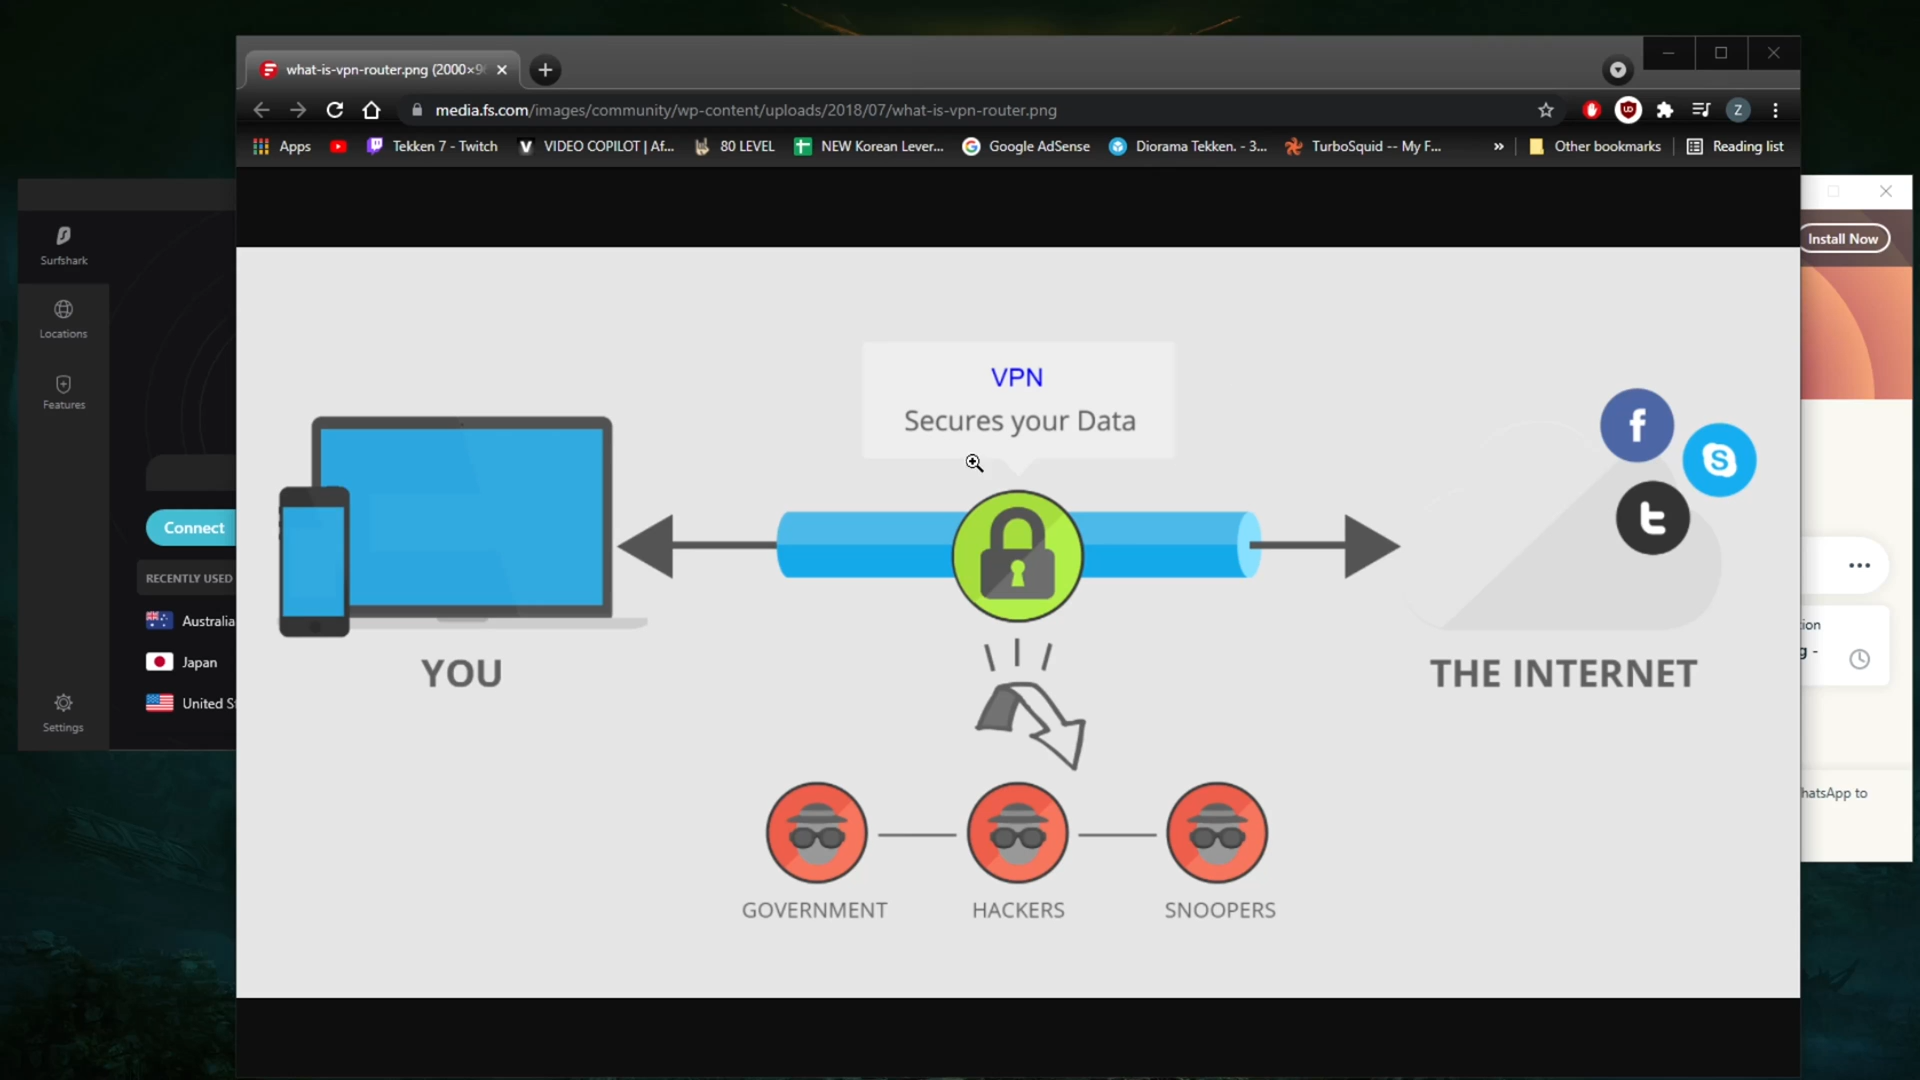 what-is-vpn-router.png (2000×9
media.fs.com/images/community/wp-content/uploads/2018/07/what-is-vpn-router.png
Z
Apps
Tekken 7 - Twitch
VIDEO COPILOT | Af...
80 LEVEL
NEW Korean Lever...
Google AdSense
Diorama Tekken. - 3...
TurboSquid -- My F...
»
Other bookmarks
Reading list
Surfshark
Locations
Features
Settings
Connect
RECENTLY USED
Australia
Japan
United S
VPN
Secures your Data
YOU
THE INTERNET
GOVERNMENT
HACKERS
SNOOPERS
Install Now
tion
g -
hatsApp to